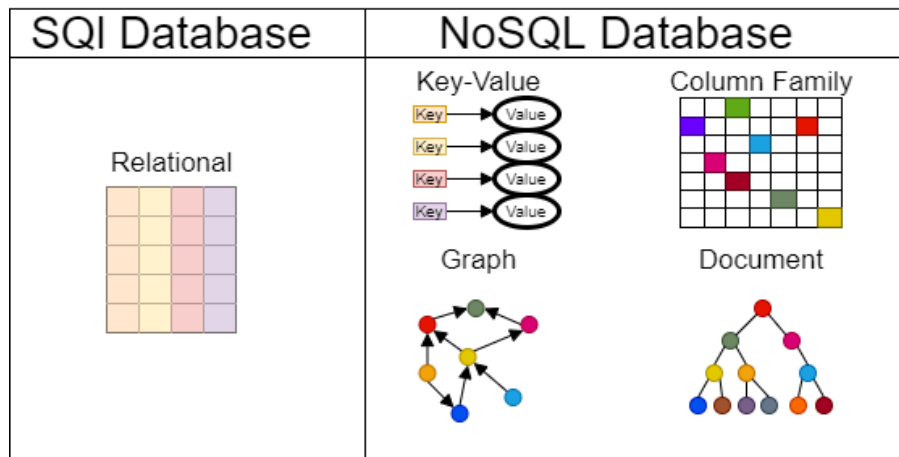 SQl Database
NoSQL Database
Relational
Key-Value
Key Value
Key Value
Key Value
Key Value
Column Family
Graph
Document